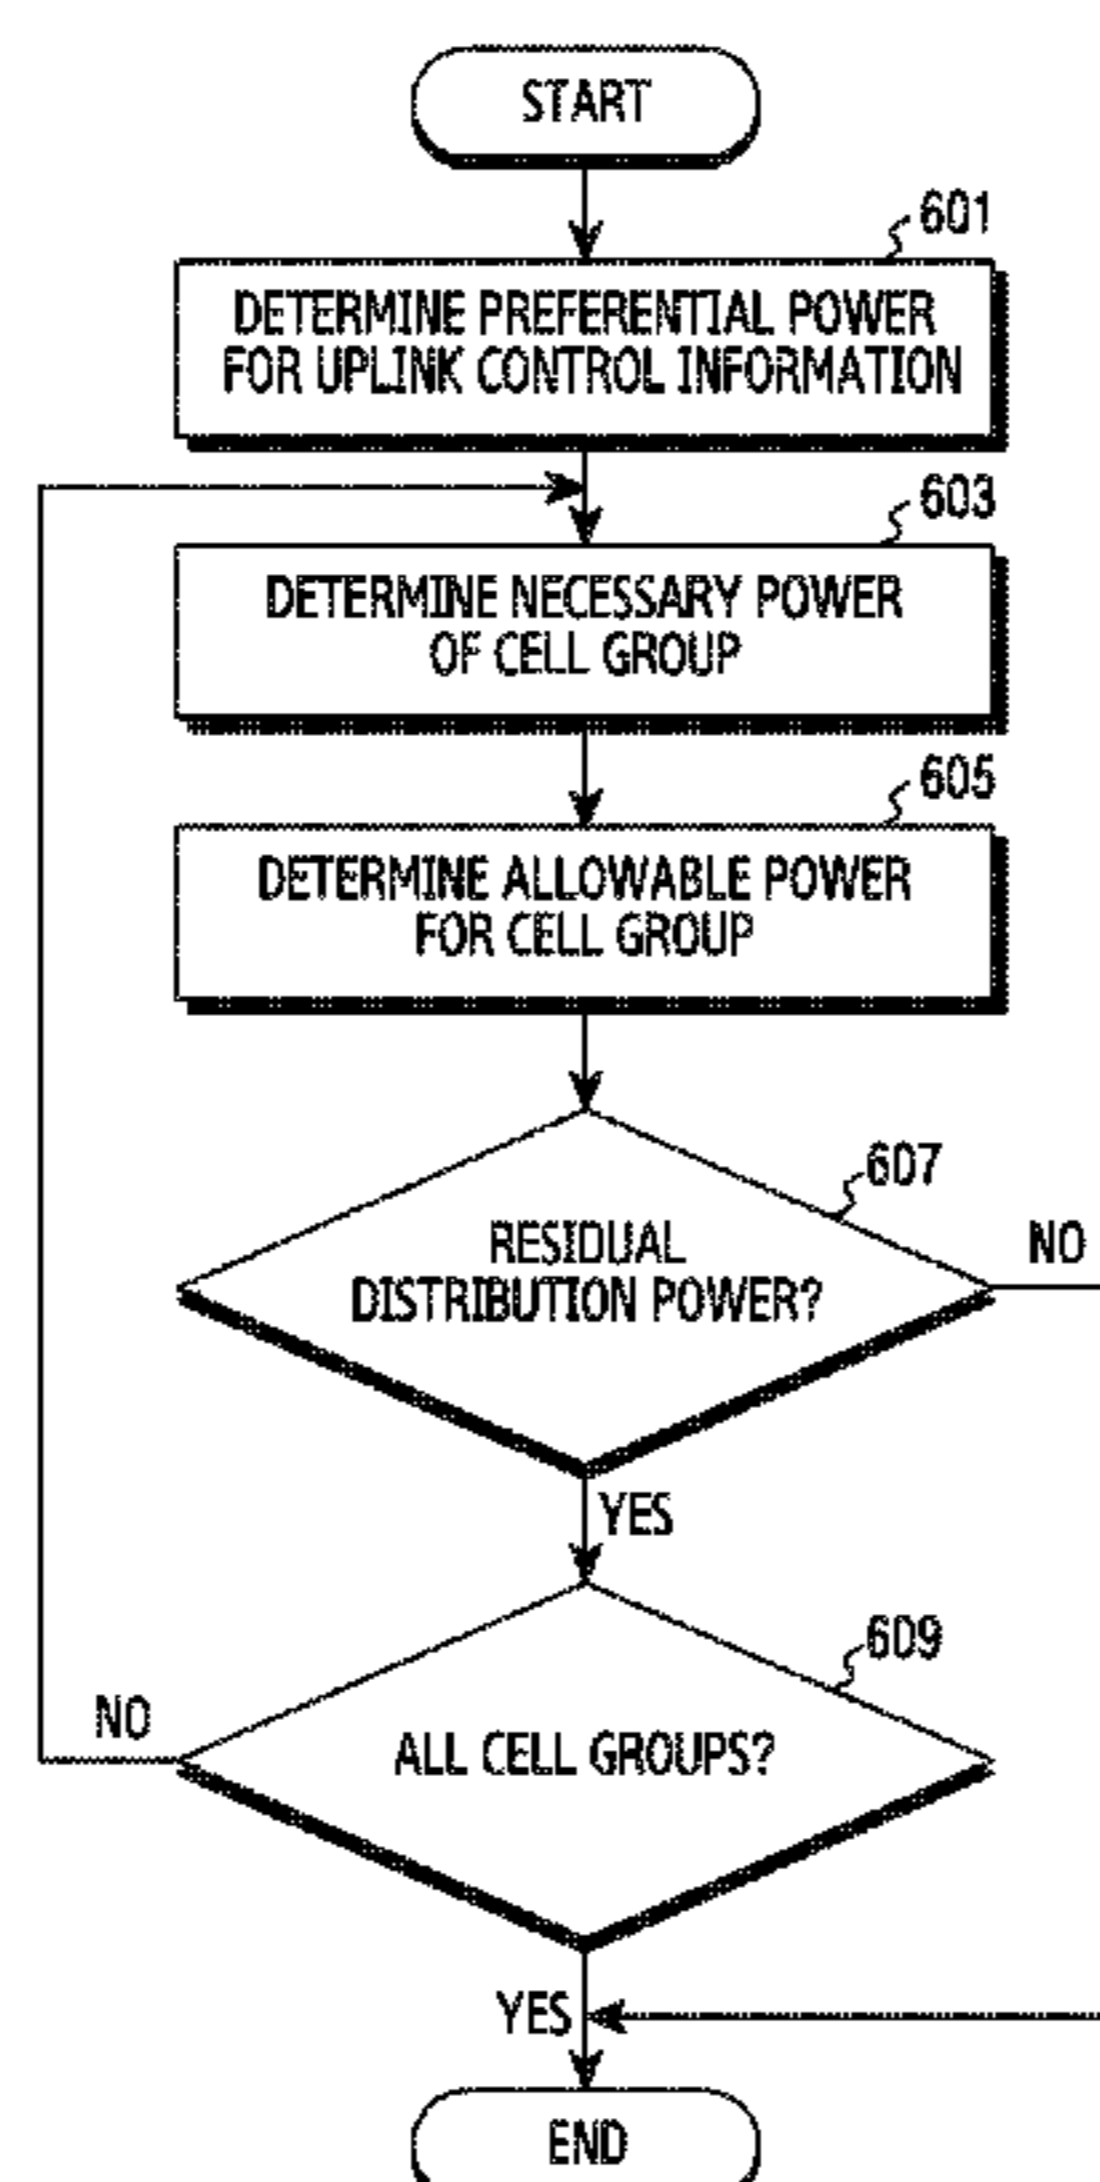 START
601
DETERMINE PREFERENTIAL POWER
FOR UPLINK CONTROL INFORMATION
603
DETERMINE NECESSARY POWER
OF CELL GROUP
605
DETERMINE ALLOWABLE POWER
FOR CELL GROUP
607
RESIDUAL
DISTRIBUTION POWER?
NO
YES
609
ALL CELL GROUPS?
NO
YES
END